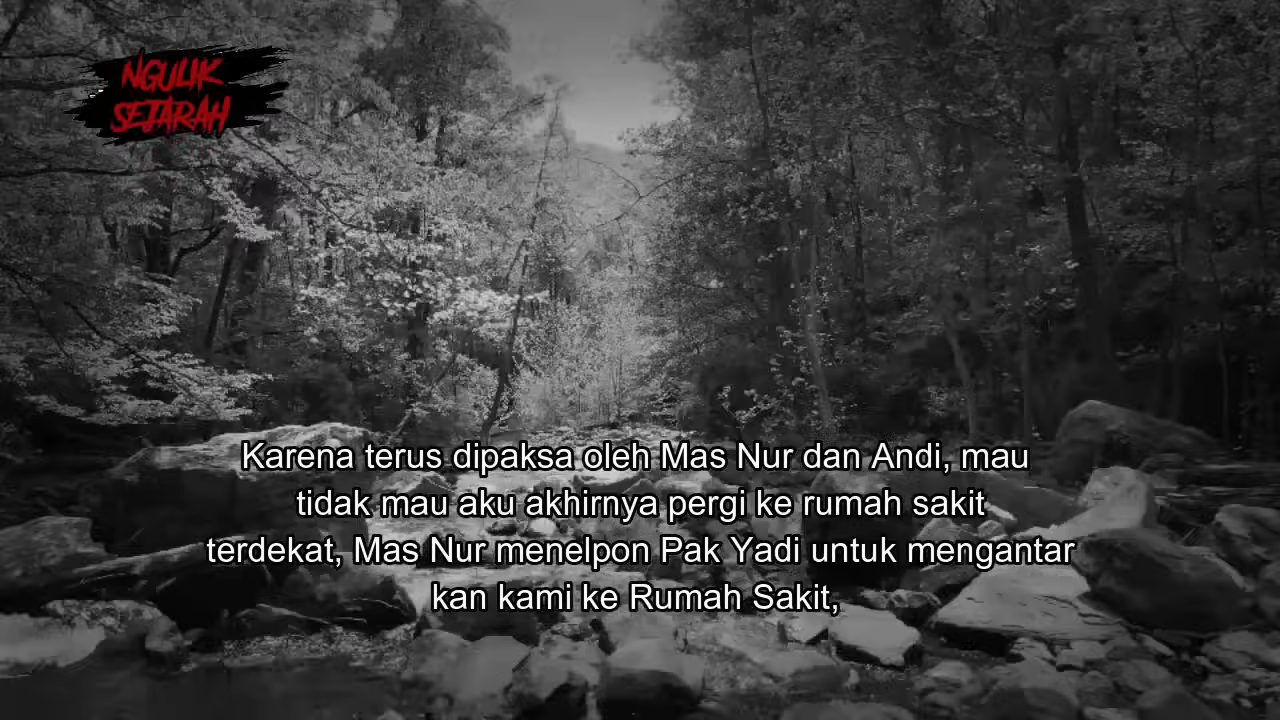 NGULIK
SEJARAH
Karena terus dipaksa oleh Mas Nur dan Andi, mau
tidak mau aku akhirnya pergi ke rumah sakit
terdekat, Mas Nur menelpon Pak Yadi untuk mengantar
kan kami ke Rumah Sakit,